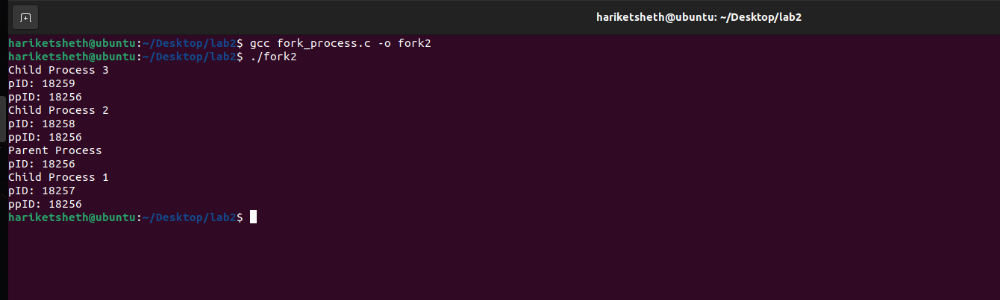 hariketsheth@ubuntu: ~/Desktop/lab2
hariketsheth@ubuntu:~/Desktop/lab2$ gcc fork_process.c -o fork2
hariketsheth@ubuntu:~/Desktop/lab2$ ./fork2
Child Process 3
pID: 18259
ppID: 18256
Child Process 2
pID: 18258
ppID: 18256
Parent Process
pID: 18256
Child Process 1
pID: 18257
ppID: 18256
hariketsheth@ubuntu:~/Desktop/lab2$